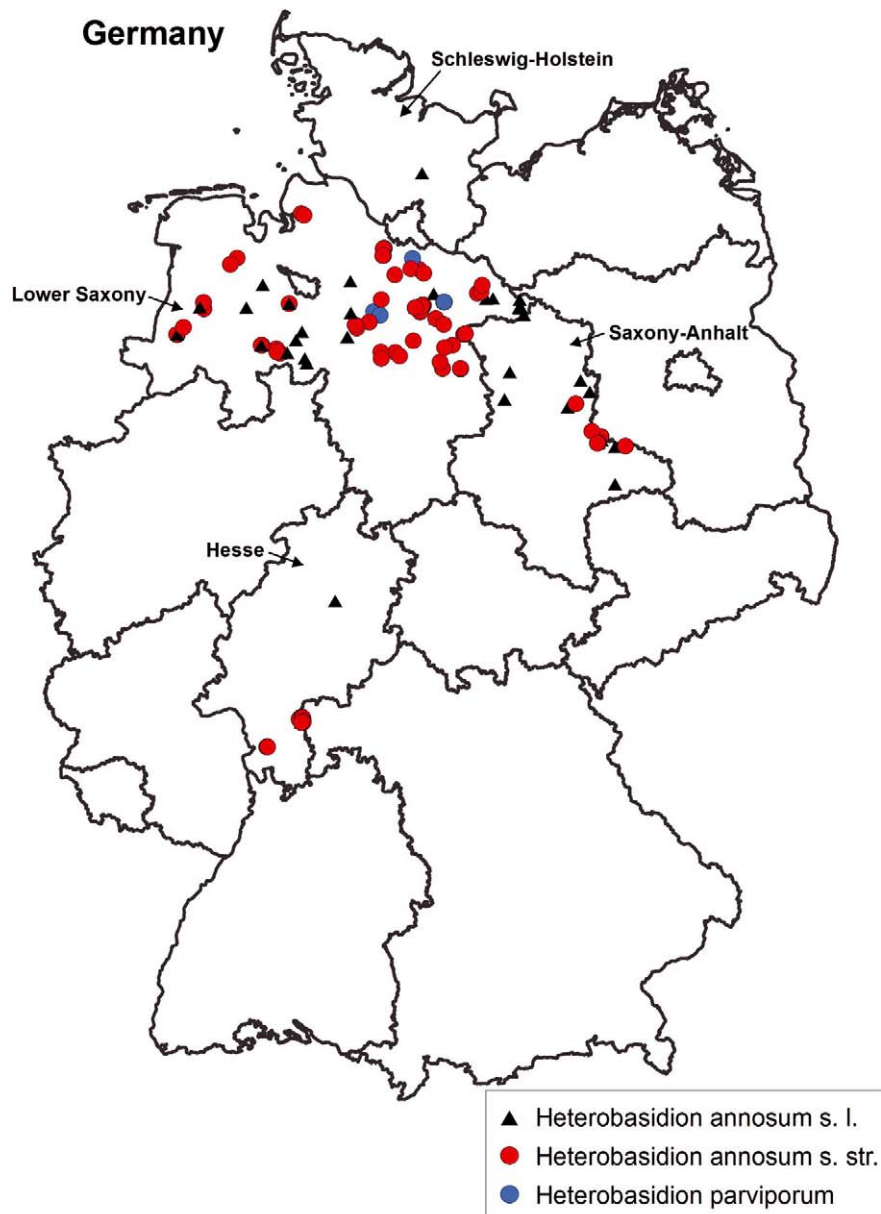 Germany
Schleswig-Holstein
Lower Saxony
Saxony-Anhalt
Hesse
Heterobasidion annosum s. l.
Heterobasidion annosum s. str.
Heterobasidion parviporum